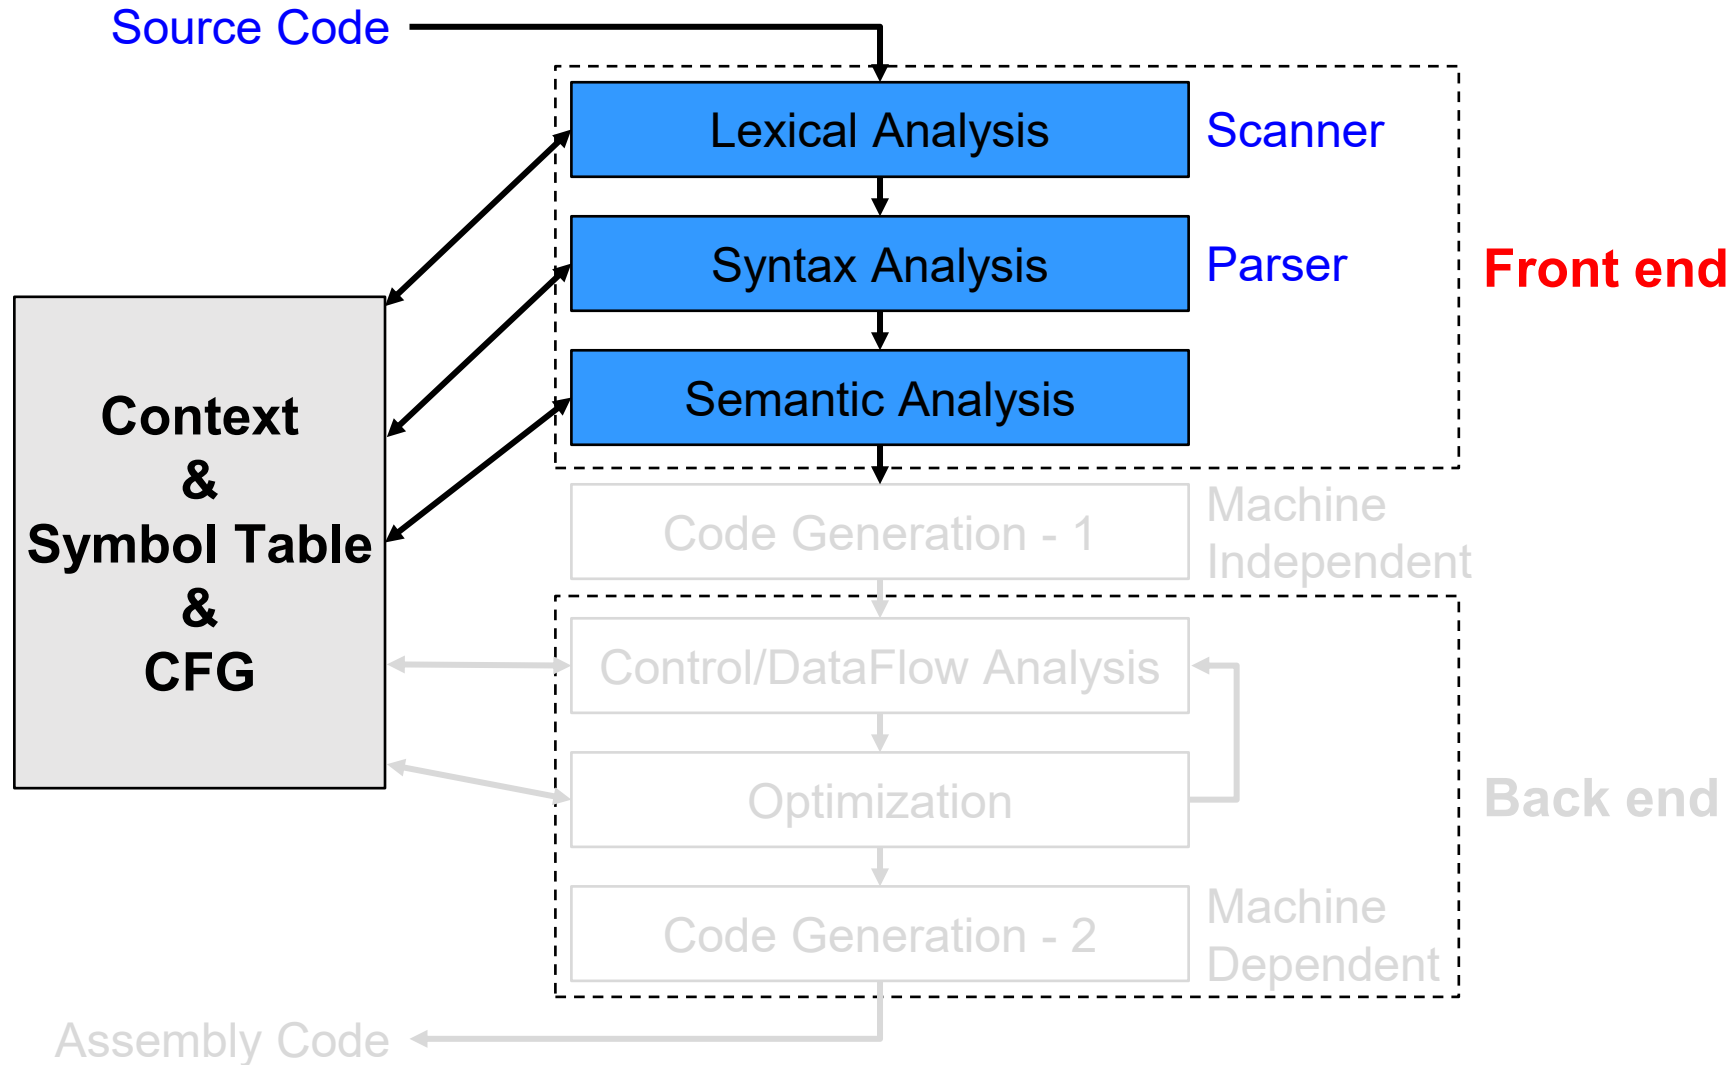 Source Code
Lexical Analysis
Scanner
Syntax Analysis
Parser
Front end
Semantic Analysis
Context
&
Symbol Table
&
CFG
Code Generation - 1
Machine
Independent
Control/DataFlow Analysis
Optimization
Back end
Code Generation - 2
Machine
Dependent
Assembly Code